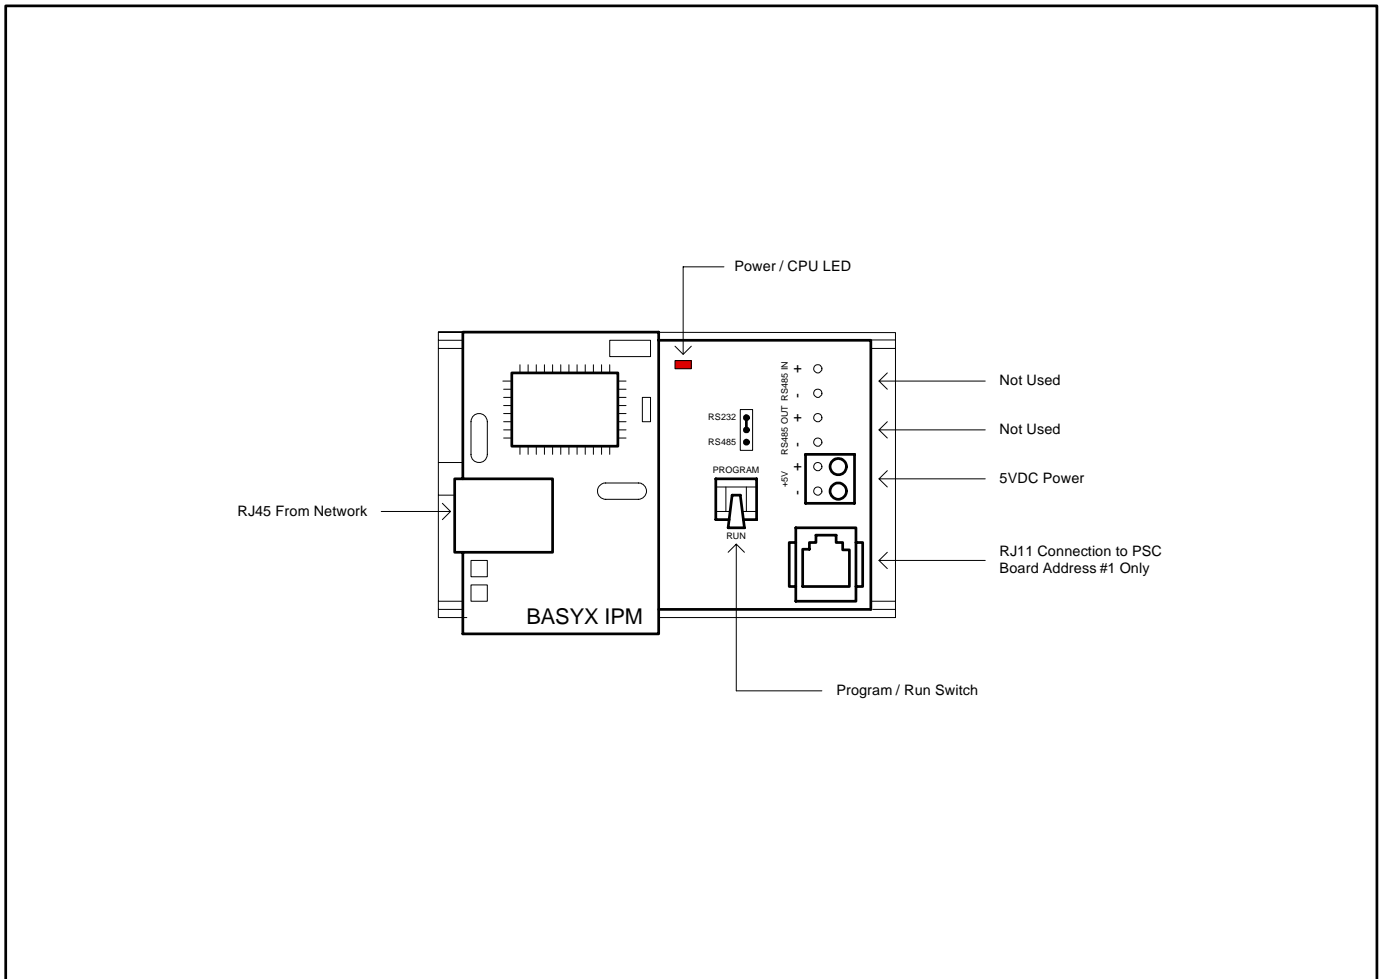 Power / CPU LED
RS485 IN
+
-
Not Used
RS485 OUT
+
-
Not Used
RS232
RS485
+5V
+
-
5VDC Power
PROGRAM
RUN
RJ45 From Network
RJ11 Connection to PSC
Board Address #1 Only
BASYX IPM
Program / Run Switch